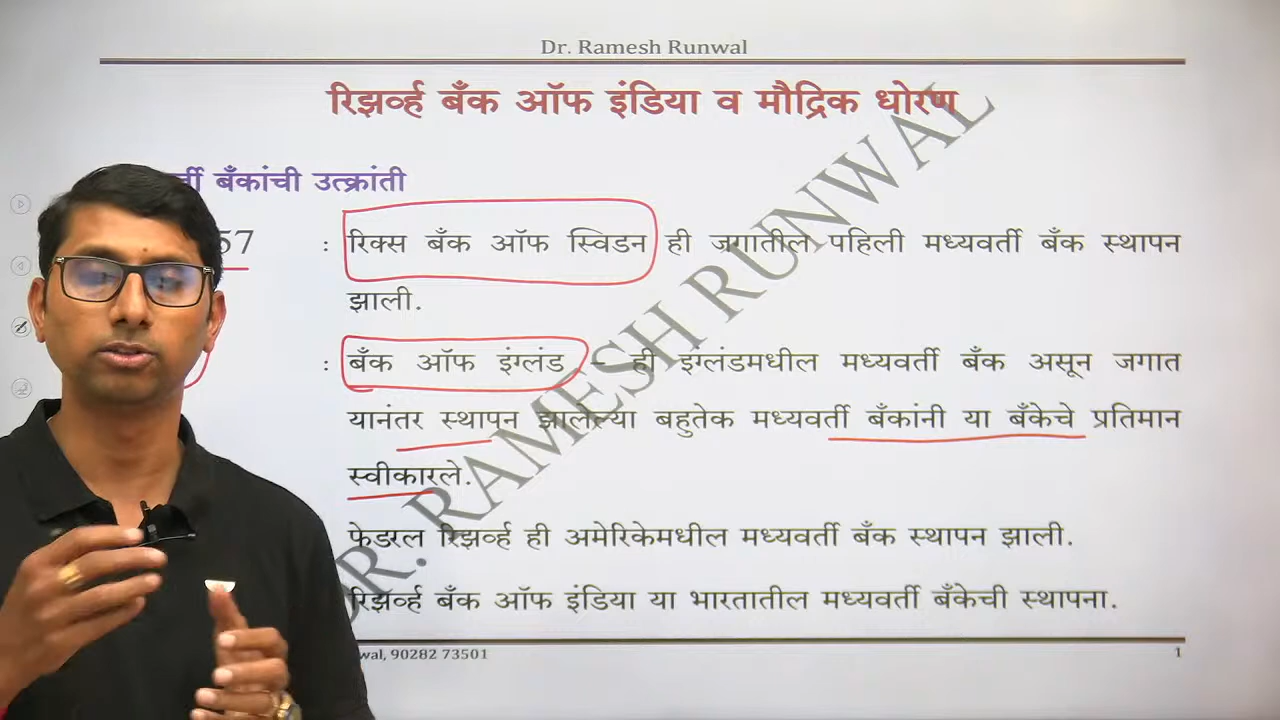 Dr. Ramesh Runwal
रिझर्व्ह बँक ऑफ इंडिया व मौद्रिक धोरण
बँकांची उत्क्रांती
57 : रिक्स बँक ऑफ स्विडन ही जगातील पहिली मध्यवर्ती बँक स्थापन
झाली.
: बँक ऑफ इंग्लंड – ही इंग्लंडमधील मध्यवर्ती बँक असून जगात
यानंतर स्थापन झालेल्या बहुतेक मध्यवर्ती बँकांनी या बँकेचे प्रतिमान
स्वीकारले.
फेडरल रिझर्व्ह ही अमेरिकेमधील मध्यवर्ती बँक स्थापन झाली.
रिझर्व्ह बँक ऑफ इंडिया या भारतातील मध्यवर्ती बँकेची स्थापना.
DR. RAMESH RUNWAL
wal, 90282 73501 1